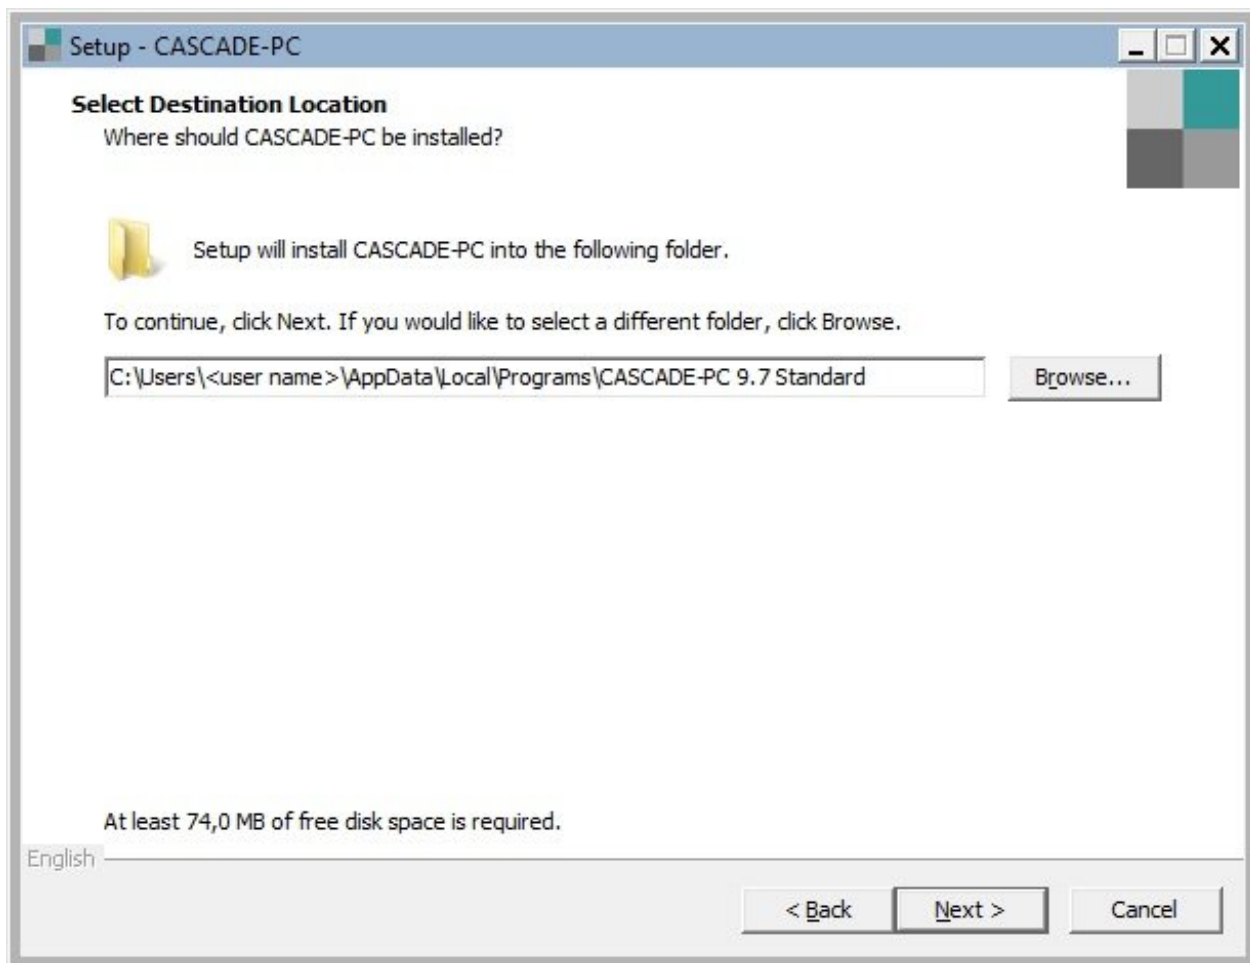 Setup - CASCADE-PC
Select Destination Location
Where should CASCADE-PC be installed?
Setup will install CASCADE-PC into the following folder.
To continue, click Next. If you would like to select a different folder, click Browse.
C:\Users\<user name>\AppData\Local\Programs\CASCADE-PC 9.7 Standard
Browse...
At least 74,0 MB of free disk space is required.
English
< Back
Next >
Cancel